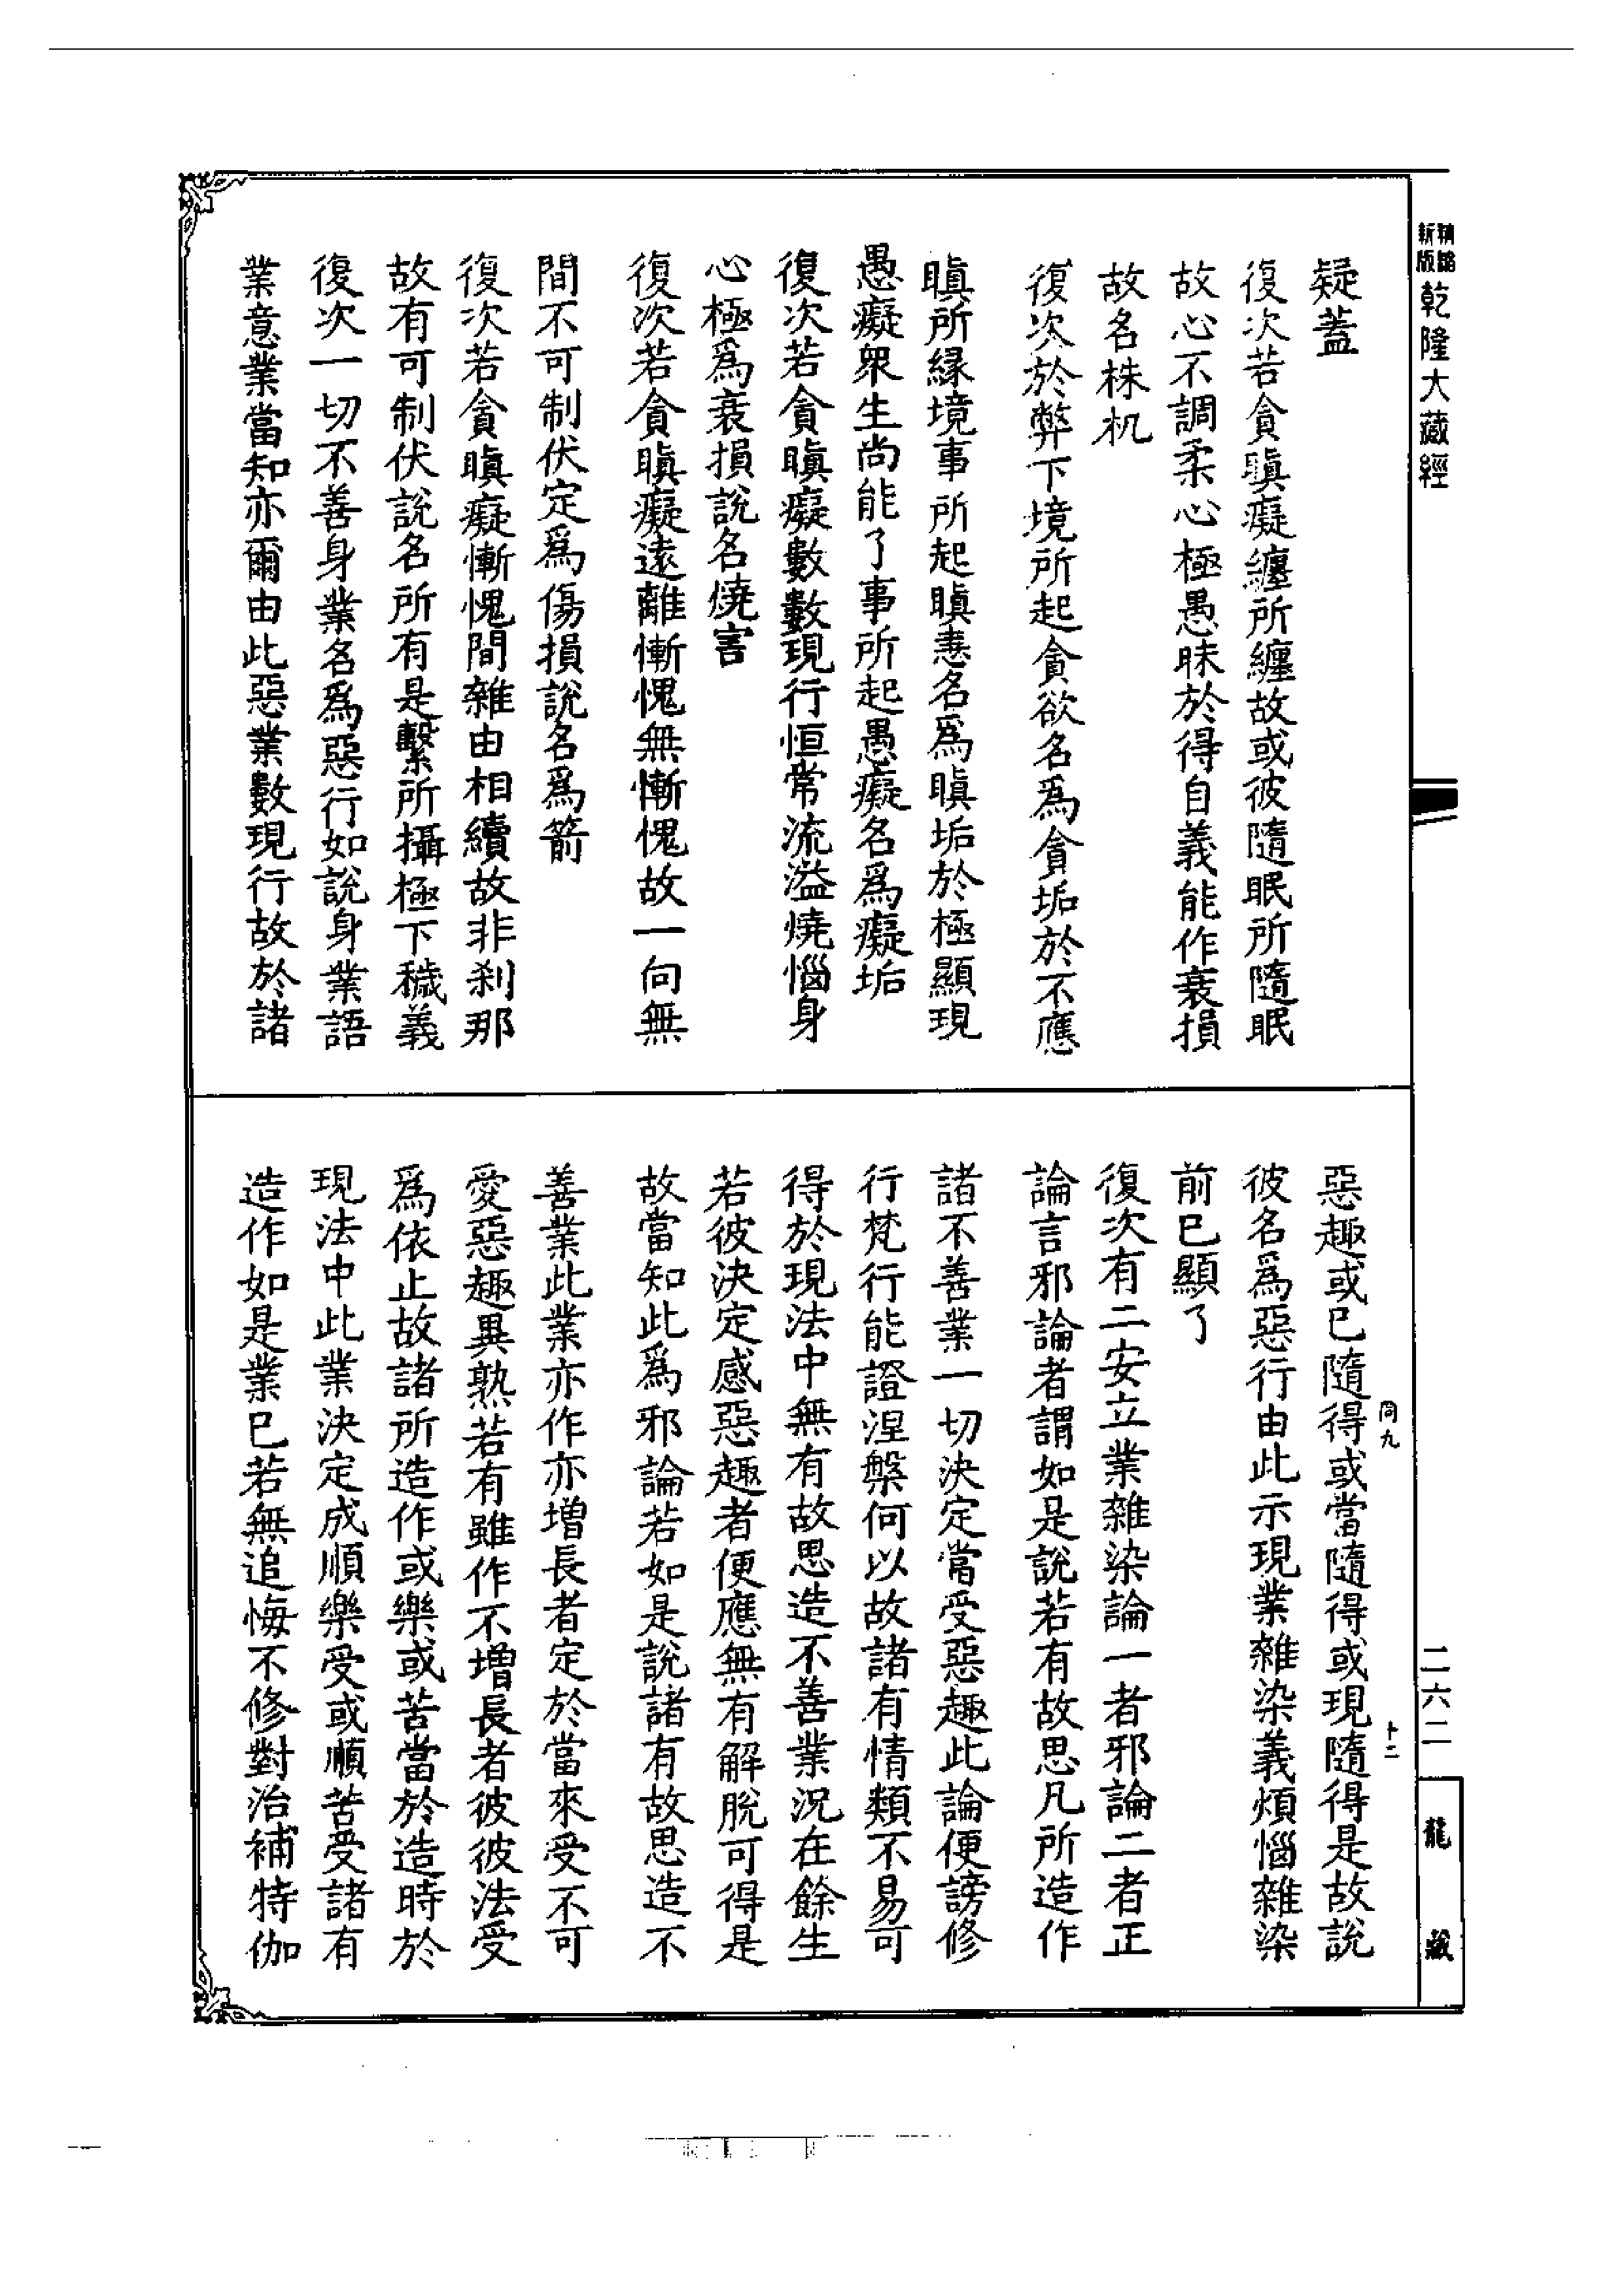 乾隆大藏經
疑蓋
復次若貪瞋癡纏所纏故或彼隨眠所隨眠
故心不調柔心極愚昧於得自義能作衰損
故名株杌
復次於弊下境所起貪欲名爲貪垢於不應
瞋所縁境事所起瞋恚名爲瞋垢於極顯現
愚癡衆生尚能了事所起愚癡名爲癡垢
復次若貪瞋癡數數現行恒常流溢燒惱身
心極爲衰損說名燒害
復次若貪瞋癡遠離慚愧無慚愧故一向無
間不可制伏定爲傷損說名爲箭
復次若貪瞋癡慚愧間雜由相續故非刹那
故有可制伏說名所有是繫所攝極下穢義
復次一切不善身業名爲惡行如說身業語
業意業當知亦爾由此惡業數現行故於諸
惡趣或已隨得或當隨得或現隨得是故說
彼名爲惡行由此示現業雜染義煩惱雜染
前已顯了
復次有二安立業雜染論一者邪論二者正
論言邪論者謂如是說若有故思凡所造作
諸不善業一切決定當受惡趣此論便謗修
行梵行能證涅槃何以故諸有情類不易可
得於現法中無有故思造不善業況在餘生
若彼決定感惡趣者便應無有解脫可得是
故當知此爲邪論若如是說諸有故思造不
善業此業亦作亦增長者定於當來受不可
愛惡趣異熟若有雖作不增長者彼彼法受
爲依止故諸所造作或樂或苦當於造時於
現法中此業決定成順樂受或順苦受諸有
造作如是業已若無追悔不修對治補特伽
同九
十二
二六二
龍藏